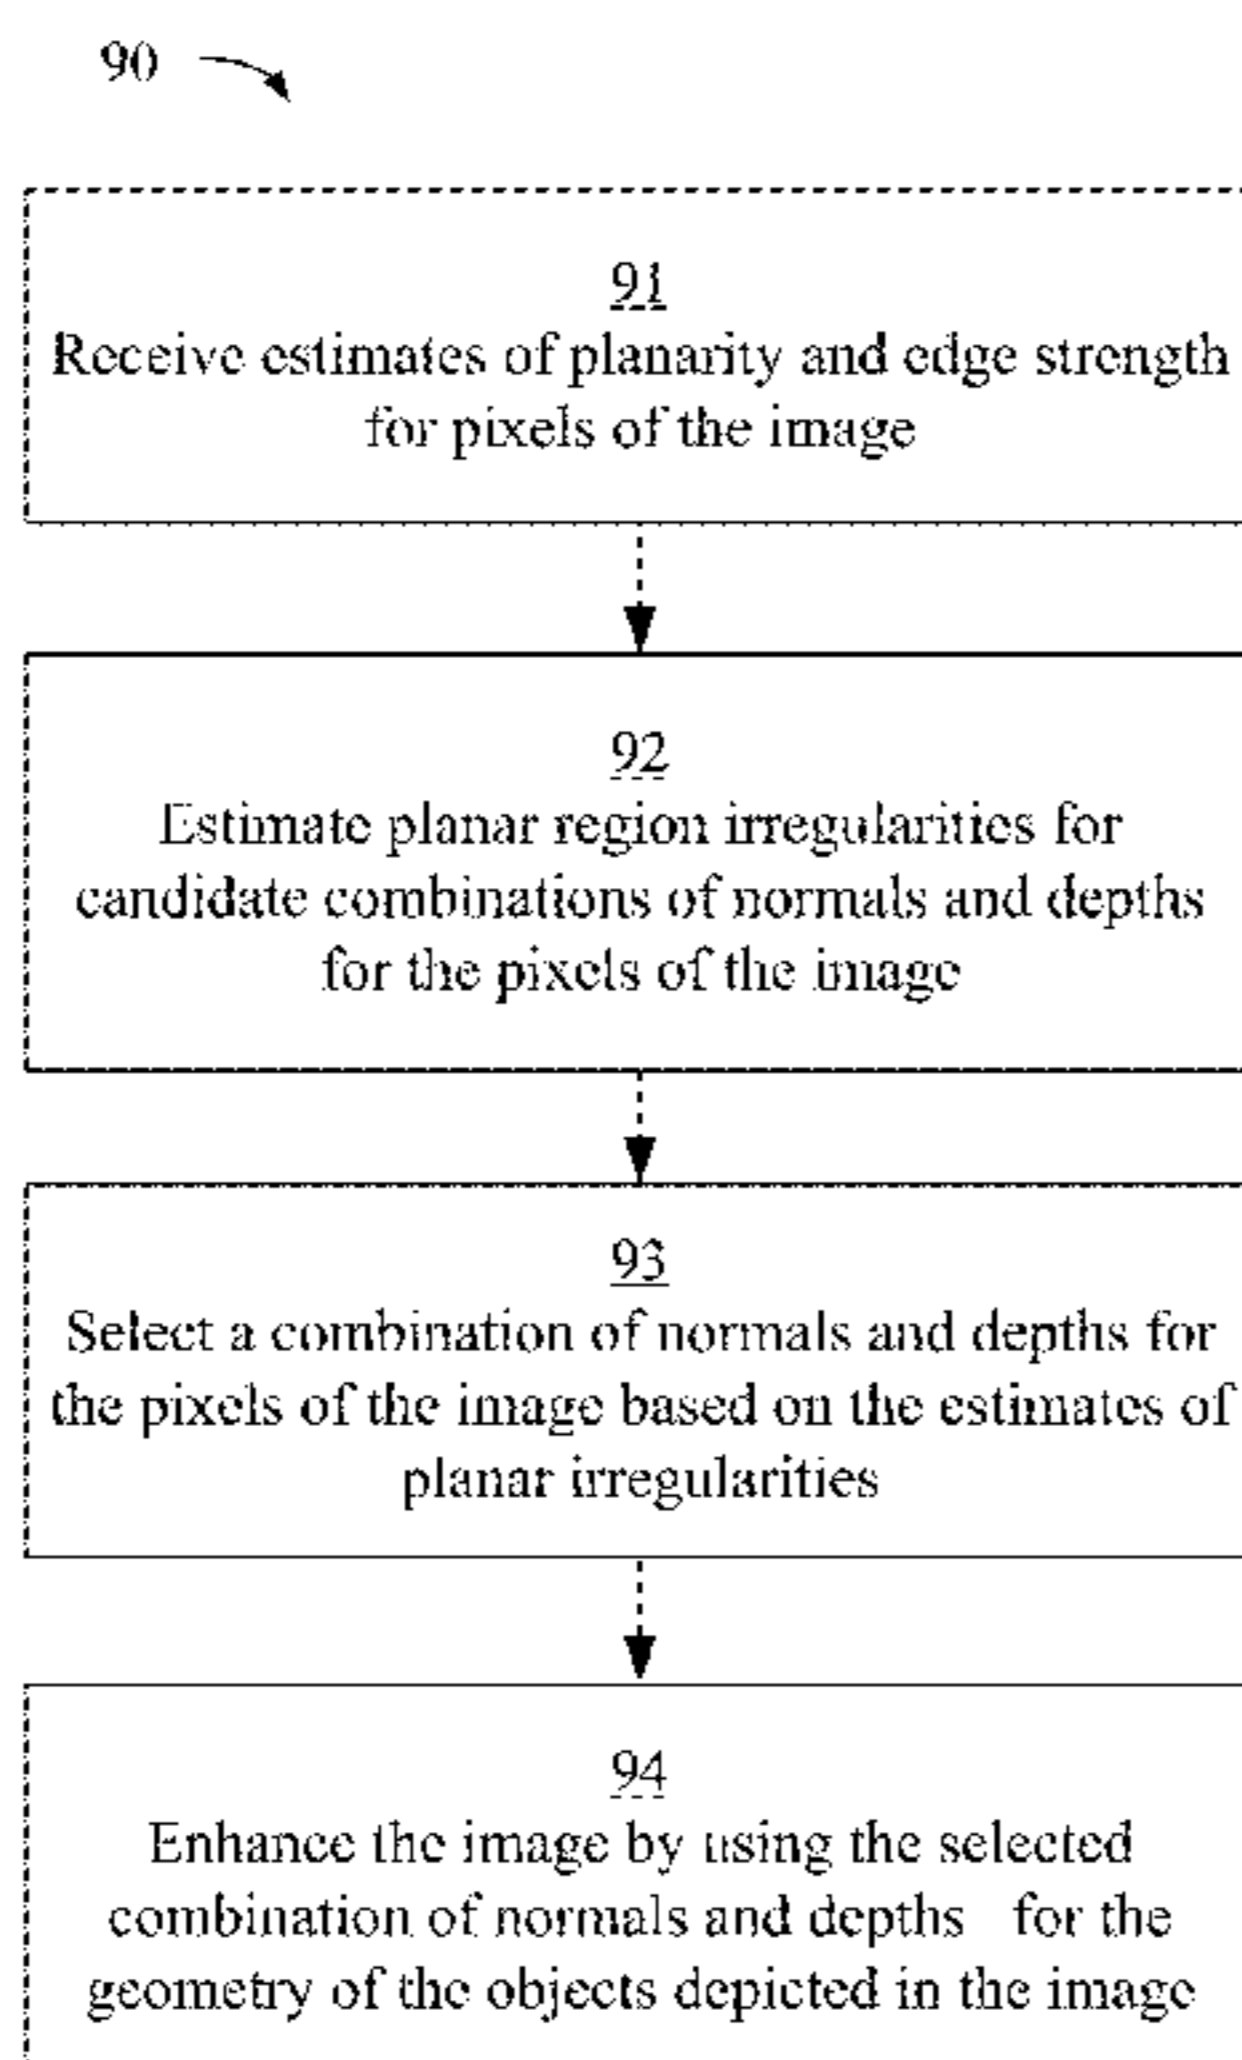 90
91
Receive estimates of planarity and edge strength
for pixels of the image
92
Estimate planar region irregularities for
candidate combinations of normals and depths
for the pixels of the image
93
Select a combination of normals and depths for
the pixels of the image based on the estimates of
planar irregularities
94
Enhance the image by using the selected
combination of normals and depths for the
geometry of the objects depicted in the image